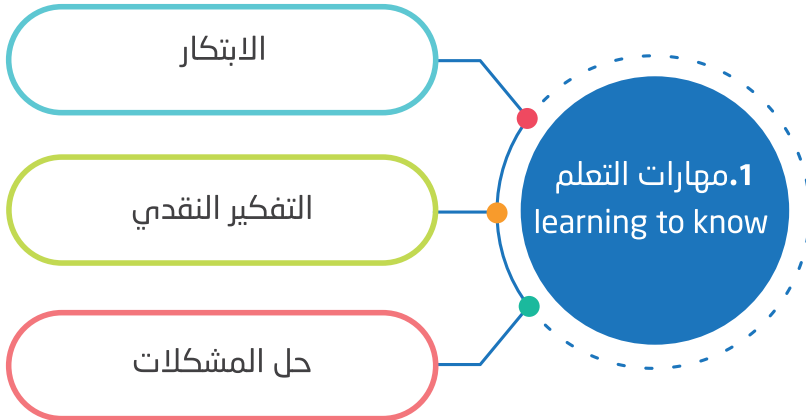 1.مهارات التعلم
learning to know
الابتكار
التفكير النقدي
حل المشكلات